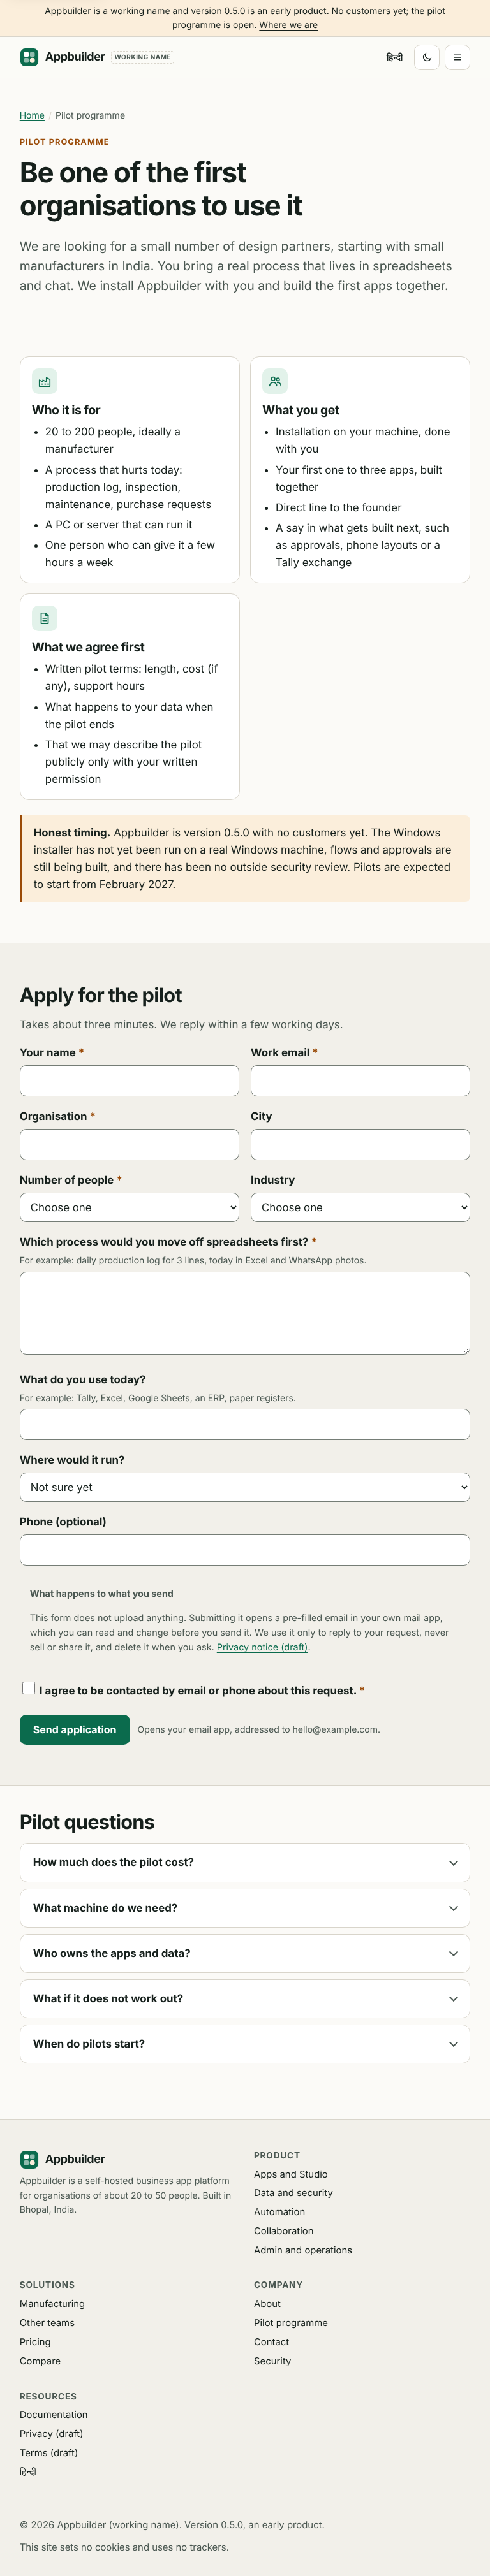 Appbuilder is a working name and version 0.5.0 is an early product. No customers yet; the pilot
programme is open. Where we are
Appbuilder WORKING NAME
हिन्दी
Home / Pilot programme
PILOT PROGRAMME
Be one of the first
organisations to use it
We are looking for a small number of design partners, starting with small
manufacturers in India. You bring a real process that lives in spreadsheets
and chat. We install Appbuilder with you and build the first apps together.
Who it is for
• 20 to 200 people, ideally a
manufacturer
• A process that hurts today:
production log, inspection,
maintenance, purchase requests
• A PC or server that can run it
• One person who can give it a few
hours a week
What you get
• Installation on your machine, done
with you
• Your first one to three apps, built
together
• Direct line to the founder
• A say in what gets built next, such
as approvals, phone layouts or a
Tally exchange
What we agree first
• Written pilot terms: length, cost (if
any), support hours
• What happens to your data when
the pilot ends
• That we may describe the pilot
publicly only with your written
permission
Honest timing. Appbuilder is version 0.5.0 with no customers yet. The Windows
installer has not yet been run on a real Windows machine, flows and approvals are
still being built, and there has been no outside security review. Pilots are expected
to start from February 2027.
Apply for the pilot
Takes about three minutes. We reply within a few working days.
Your name *
Work email *
Organisation *
City
Number of people *
Industry
Choose one
Choose one
Which process would you move off spreadsheets first? *
For example: daily production log for 3 lines, today in Excel and WhatsApp photos.
What do you use today?
For example: Tally, Excel, Google Sheets, an ERP, paper registers.
Where would it run?
Not sure yet
Phone (optional)
What happens to what you send
This form does not upload anything. Submitting it opens a pre-filled email in your own mail app,
which you can read and change before you send it. We use it only to reply to your request, never
sell or share it, and delete it when you ask. Privacy notice (draft).
I agree to be contacted by email or phone about this request. *
Send application
Opens your email app, addressed to hello@example.com.
Pilot questions
How much does the pilot cost?
What machine do we need?
Who owns the apps and data?
What if it does not work out?
When do pilots start?
Appbuilder
Appbuilder is a self-hosted business app platform
for organisations of about 20 to 50 people. Built in
Bhopal, India.
PRODUCT
Apps and Studio
Data and security
Automation
Collaboration
Admin and operations
SOLUTIONS
Manufacturing
Other teams
Pricing
Compare
COMPANY
About
Pilot programme
Contact
Security
RESOURCES
Documentation
Privacy (draft)
Terms (draft)
हिन्दी
© 2026 Appbuilder (working name). Version 0.5.0, an early product.
This site sets no cookies and uses no trackers.